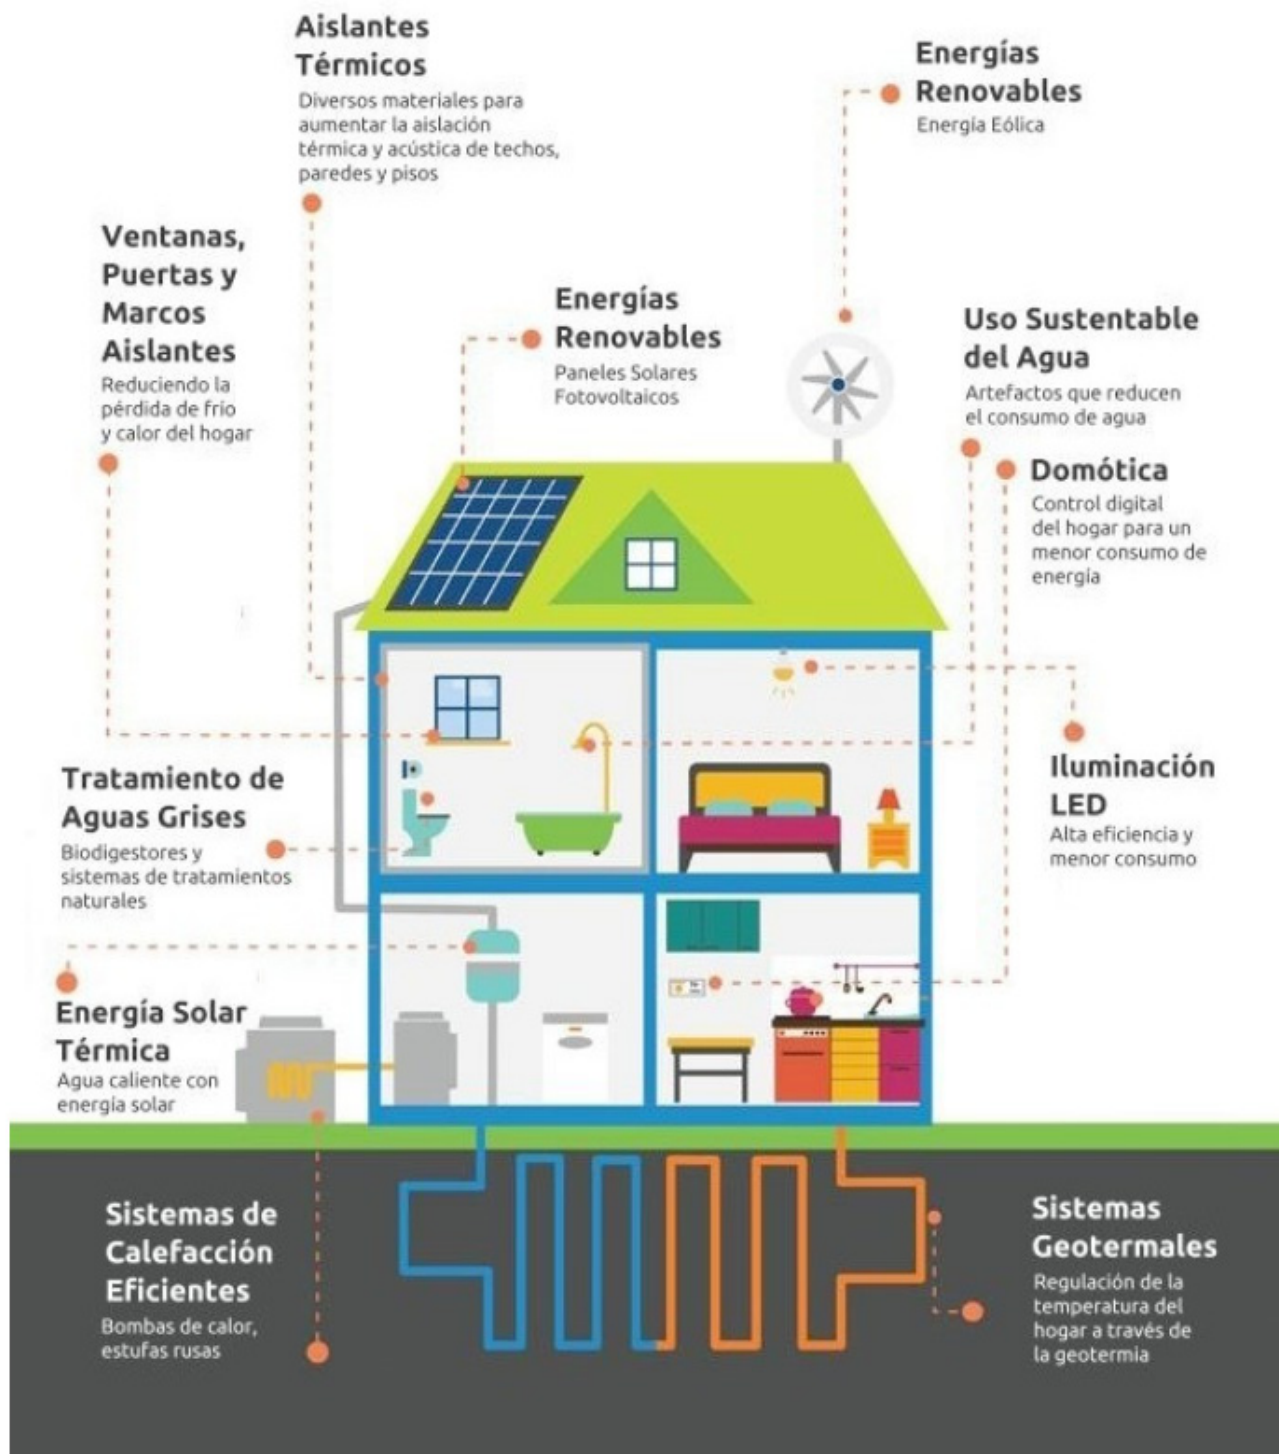 Aislantes
Térmicos
Diversos materiales para
aumentar la aislación
térmica y acústica de techos,
paredes y pisos
Energías
Renovables
Energía Eólica
Ventanas,
Puertas y
Marcos
Aislantes
Reduciendo la
pérdida de frío
y calor del hogar
Energías
Renovables
Paneles Solares
Fotovoltaicos
Uso Sustentable
del Agua
Artefactos que reducen
el consumo de agua
Domótica
Control digital
del hogar para un
menor consumo de
energía
Tratamiento de
Aguas Grises
Biodigestores y
sistemas de tratamientos
naturales
Iluminación
LED
Alta eficiencia y
menor consumo
Energía Solar
Térmica
Agua caliente con
energía solar
Sistemas de
Calefacción
Eficientes
Bombas de calor,
estufas rusas
Sistemas
Geotermales
Regulación de la
temperatura del
hogar a través de
la geotermia